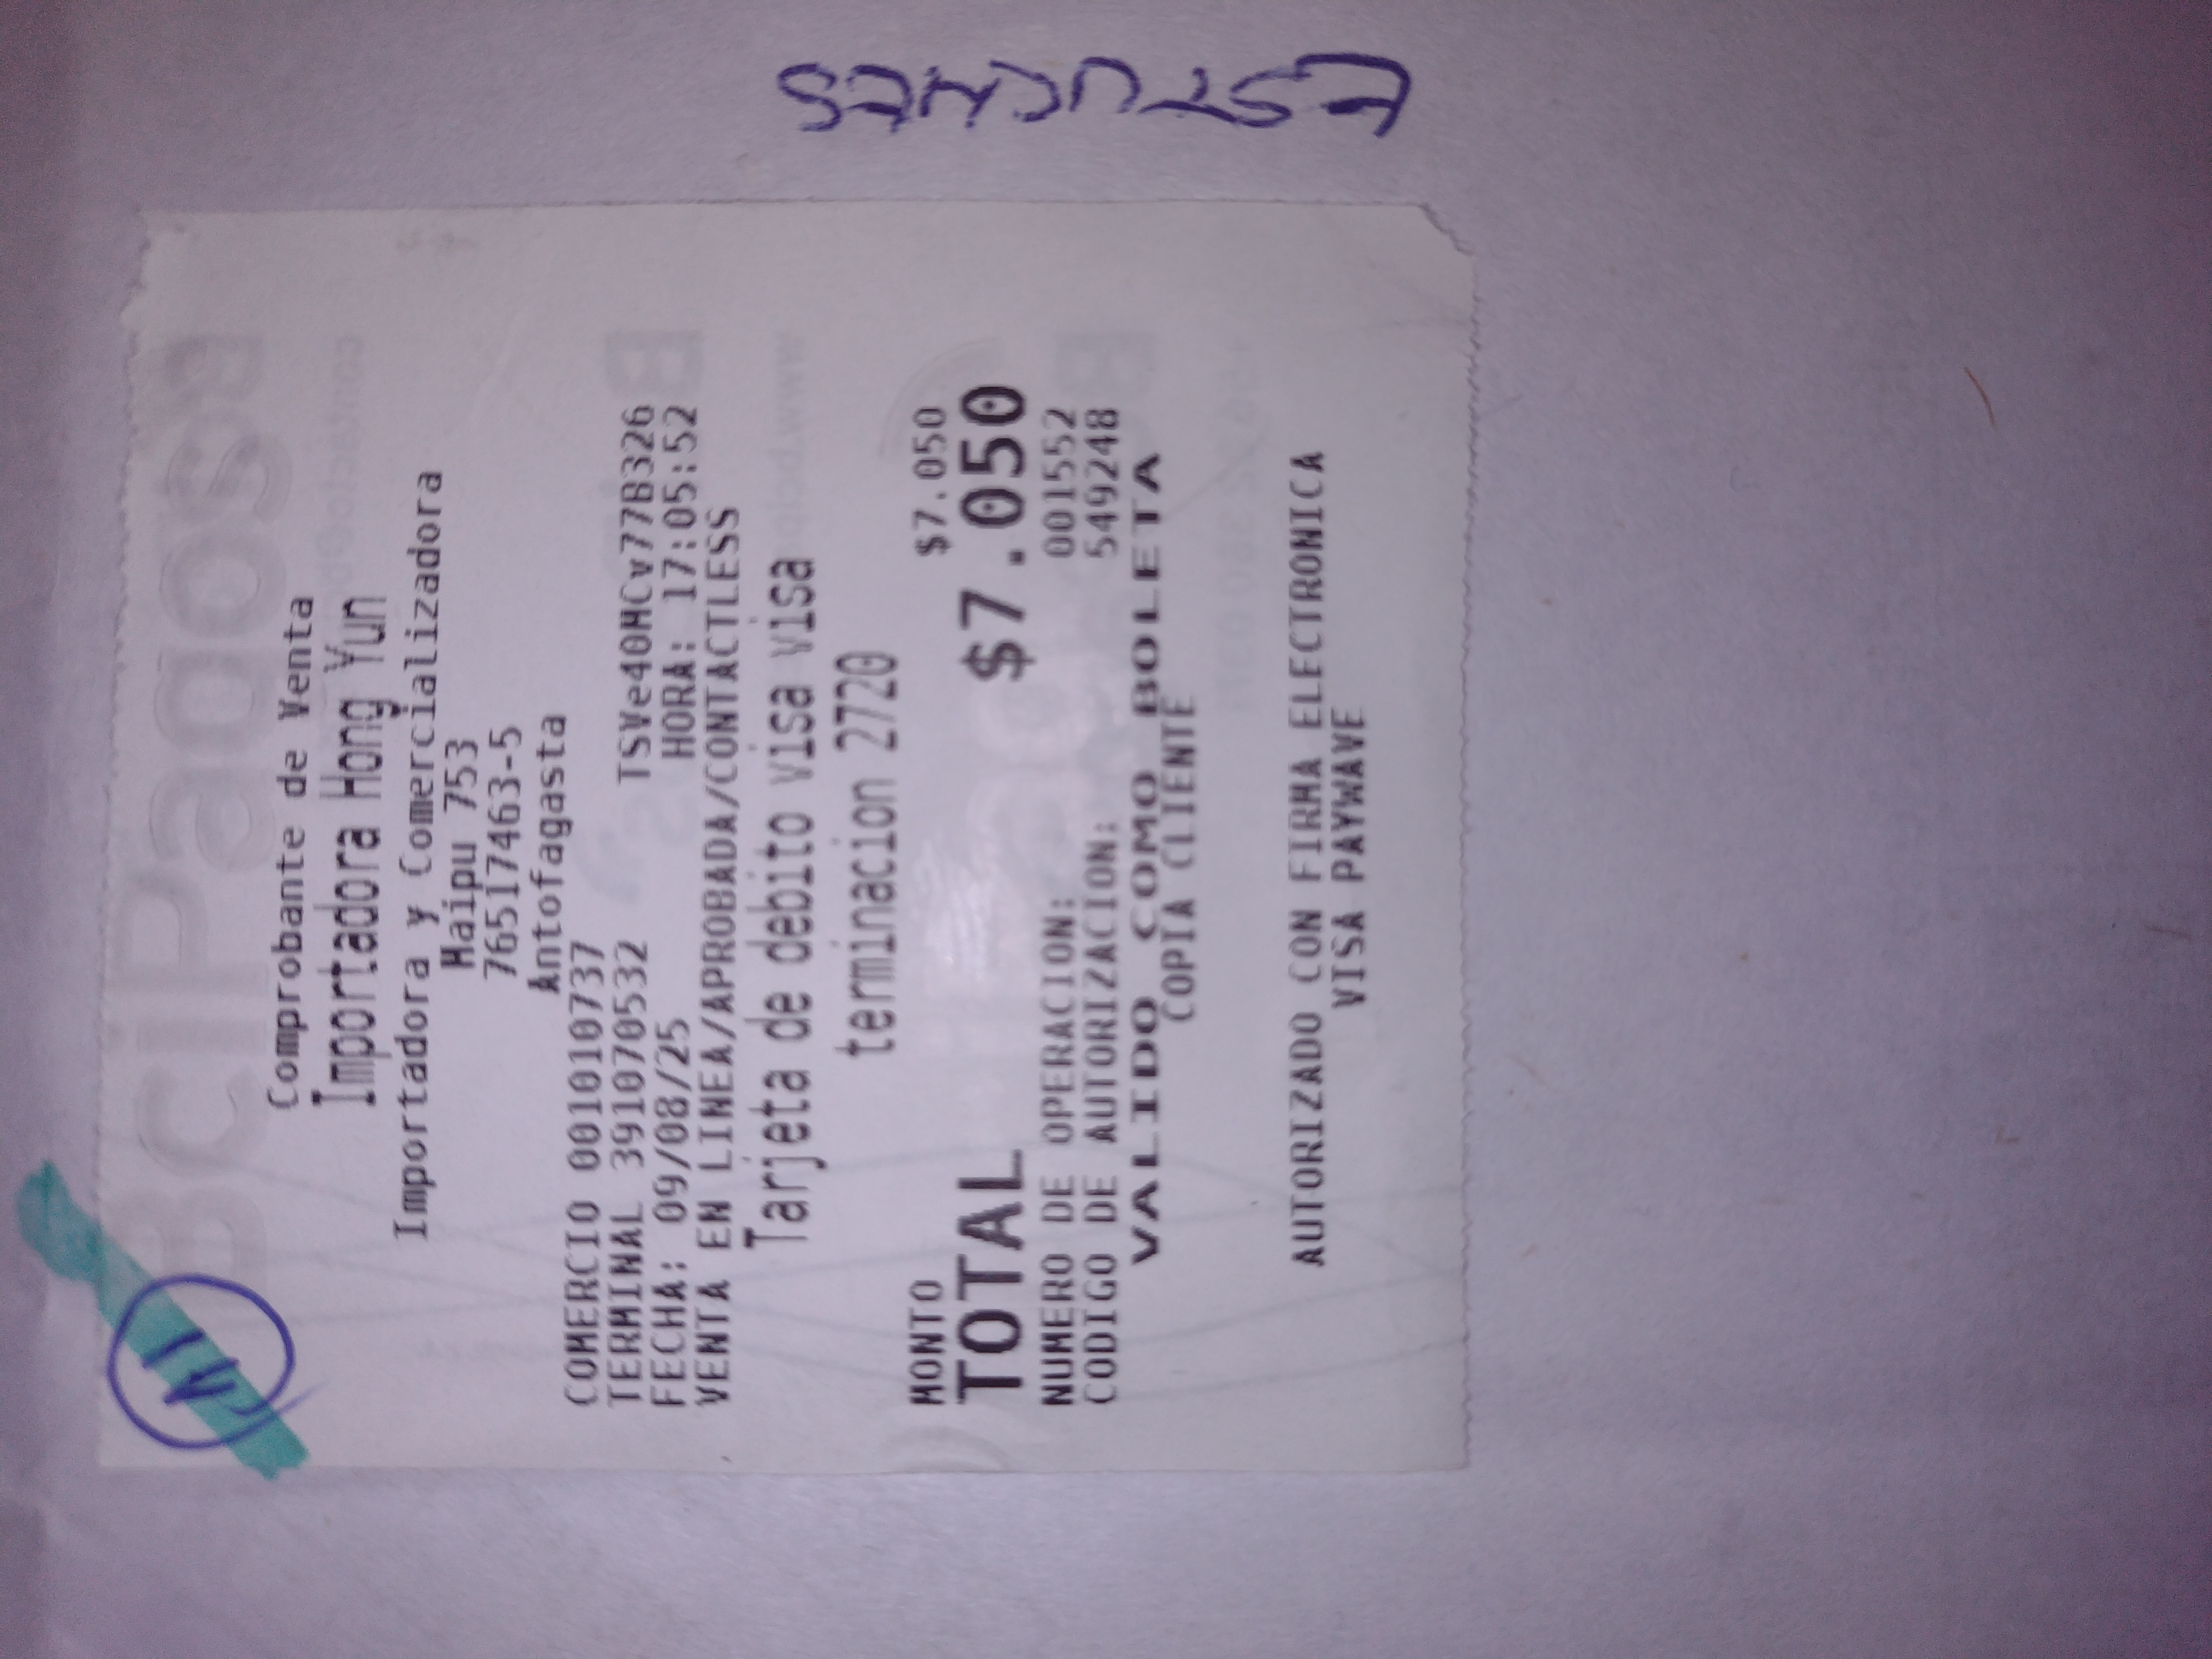 ESTUCHES
BciPagos
Comprobante de Venta
Importadora Hong Yun
Importadora y Comercializadora
Maipu 753
76517463-5
Antofagasta
COMERCIO 001010737
TERMINAL 391070532 TSVe40MCv77B326
FECHA: 09/08/25 HORA: 17:05:52
VENTA EN LINEA/APROBADA/CONTACTLESS
Tarjeta de debito visa visa
terminacion 2720
MONTO $7.050
TOTAL $7.050
NUMERO DE OPERACION: 001552
CODIGO DE AUTORIZACION: 549248
VALIDO COMO BOLETA
COPIA CLIENTE
AUTORIZADO CON FIRMA ELECTRONICA
VISA PAYWAVE